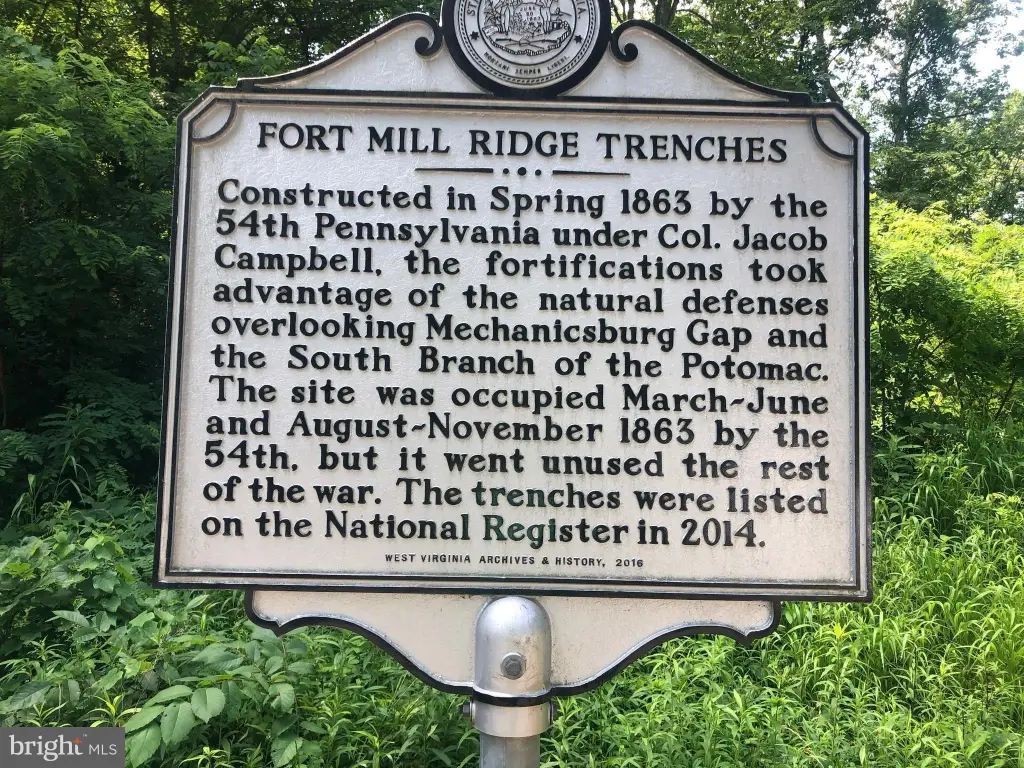 MONTANI SEMPER LIBERI
FORT MILL RIDGE TRENCHES
Constructed in Spring 1863 by the
54th Pennsylvania under Col. Jacob
Campbell, the fortifications took
advantage of the natural defenses
overlooking Mechanicsburg Gap and
the South Branch of the Potomac.
The site was occupied March~June
and August~November 1863 by the
54th, but it went unused the rest
of the war. The trenches were listed
on the National Register in 2014.
WEST VIRGINIA ARCHIVES & HISTORY, 2016
bright MLS